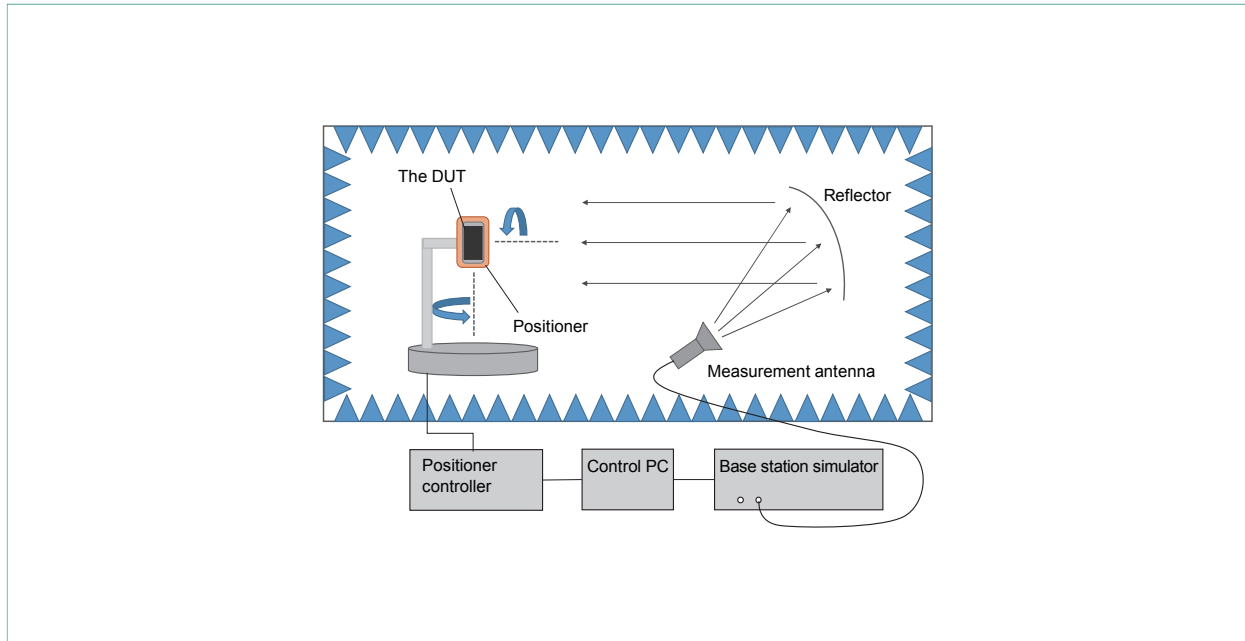 The DUT
Reflector
Positioner
Measurement antenna
Positioner
controller
Control PC
Base station simulator